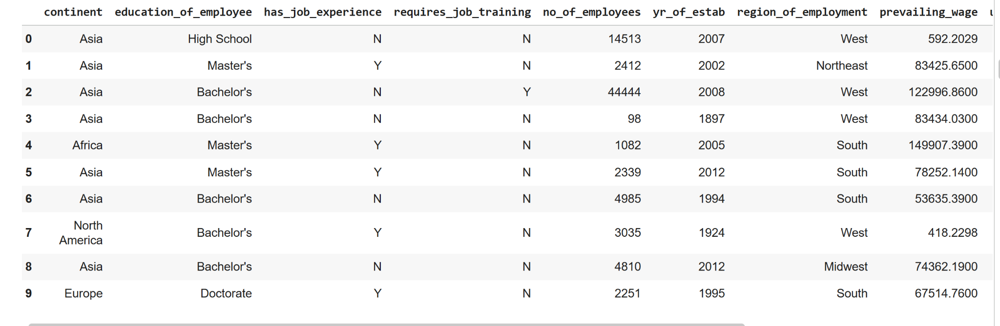 continent education_of_employee has_job_experience requires_job_training no_of_employees yr_of_estab region_of_employment prevailing_wage
0 Asia High School N N 14513 2007 West 592.2029
1 Asia Master's Y N 2412 2002 Northeast 83425.6500
2 Asia Bachelor's N Y 44444 2008 West 122996.8600
3 Asia Bachelor's N N 98 1897 West 83434.0300
4 Africa Master's Y N 1082 2005 South 149907.3900
5 Asia Master's Y N 2339 2012 South 78252.1400
6 Asia Bachelor's N N 4985 1994 South 53635.3900
7 North America Bachelor's Y N 3035 1924 West 418.2298
8 Asia Bachelor's N N 4810 2012 Midwest 74362.1900
9 Europe Doctorate Y N 2251 1995 South 67514.7600